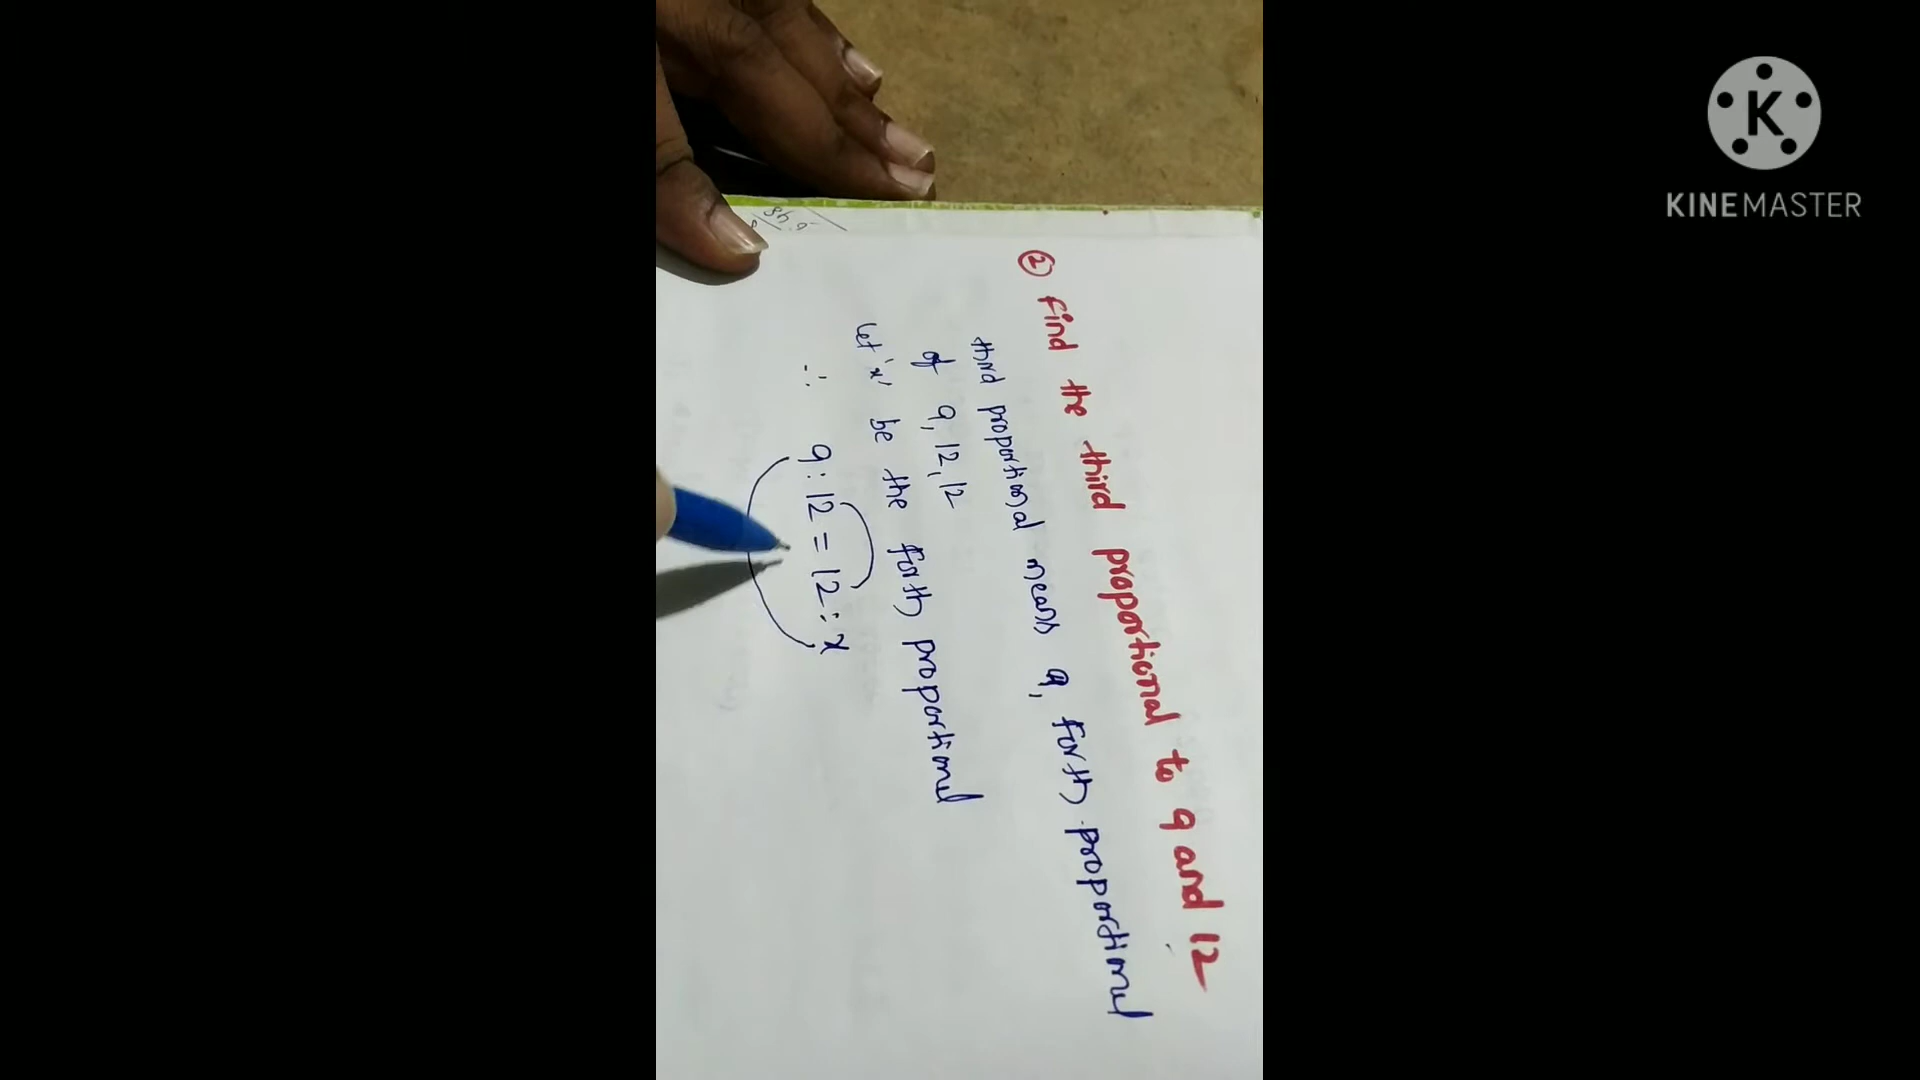 ② Find the third proportional to 9 and 12
third proportional means 9, forth proportional
of 9, 12, 12
Let 'x' be the forth proportional
∴ 9 : 12 = 12 : x
K
KINEMASTER